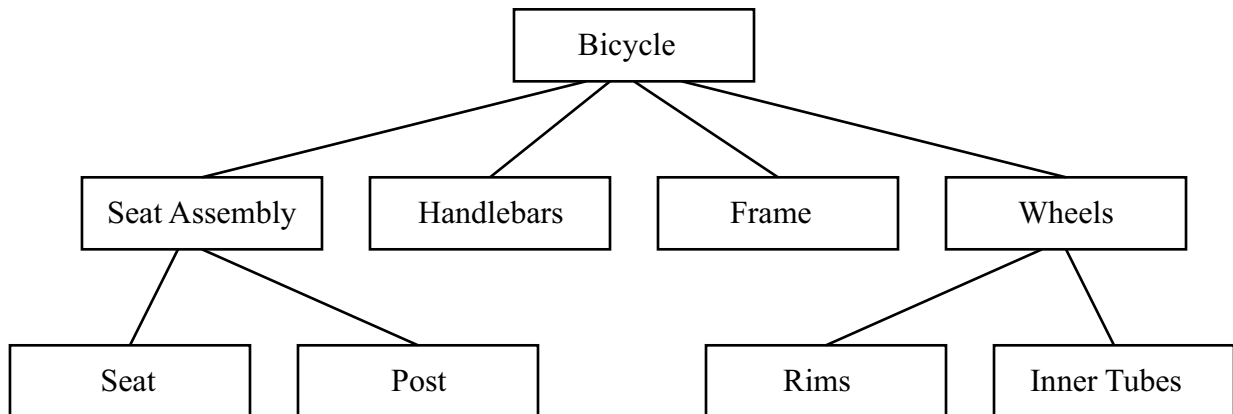 Bicycle
Seat Assembly
Handlebars
Frame
Wheels
Seat
Post
Rims
Inner Tubes